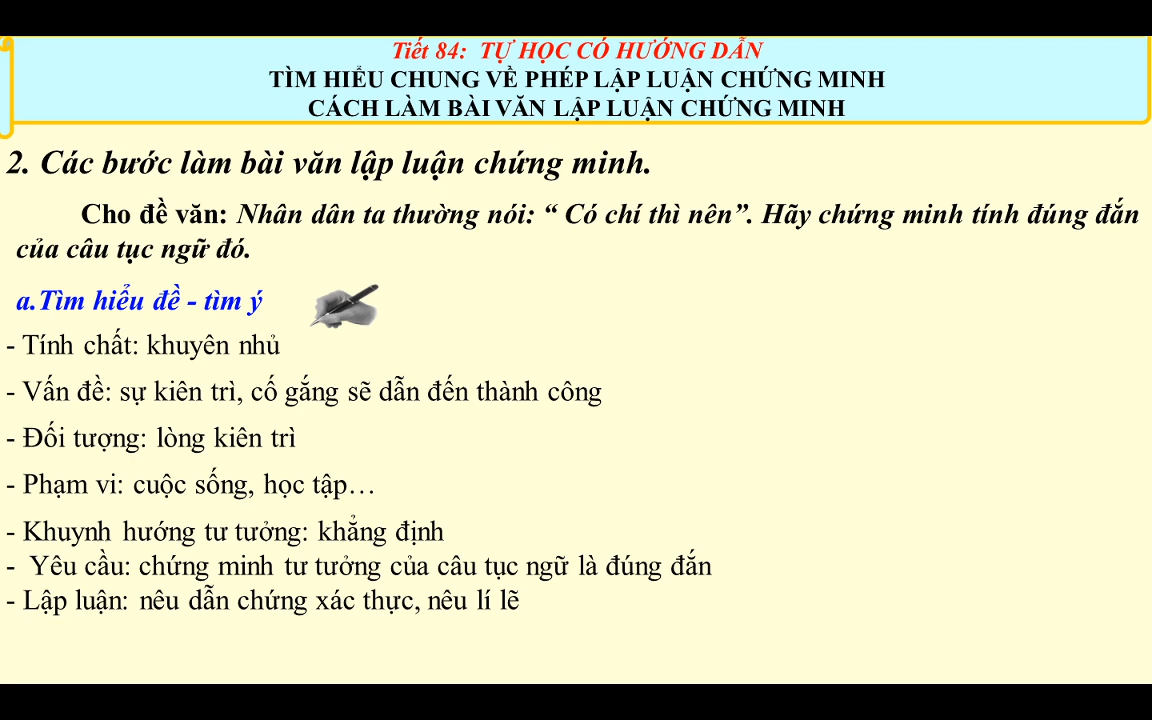 Tiết 84: TỰ HỌC CÓ HƯỚNG DẪN
TÌM HIỂU CHUNG VỀ PHÉP LẬP LUẬN CHỨNG MINH
CÁCH LÀM BÀI VĂN LẬP LUẬN CHỨNG MINH
2. Các bước làm bài văn lập luận chứng minh.
Cho đề văn: Nhân dân ta thường nói: “ Có chí thì nên”. Hãy chứng minh tính đúng đắn
của câu tục ngữ đó.
a.Tìm hiểu đề - tìm ý
- Tính chất: khuyên nhủ
- Vấn đề: sự kiên trì, cố gắng sẽ dẫn đến thành công
- Đối tượng: lòng kiên trì
- Phạm vi: cuộc sống, học tập…
- Khuynh hướng tư tưởng: khẳng định
- Yêu cầu: chứng minh tư tưởng của câu tục ngữ là đúng đắn
- Lập luận: nêu dẫn chứng xác thực, nêu lí lẽ